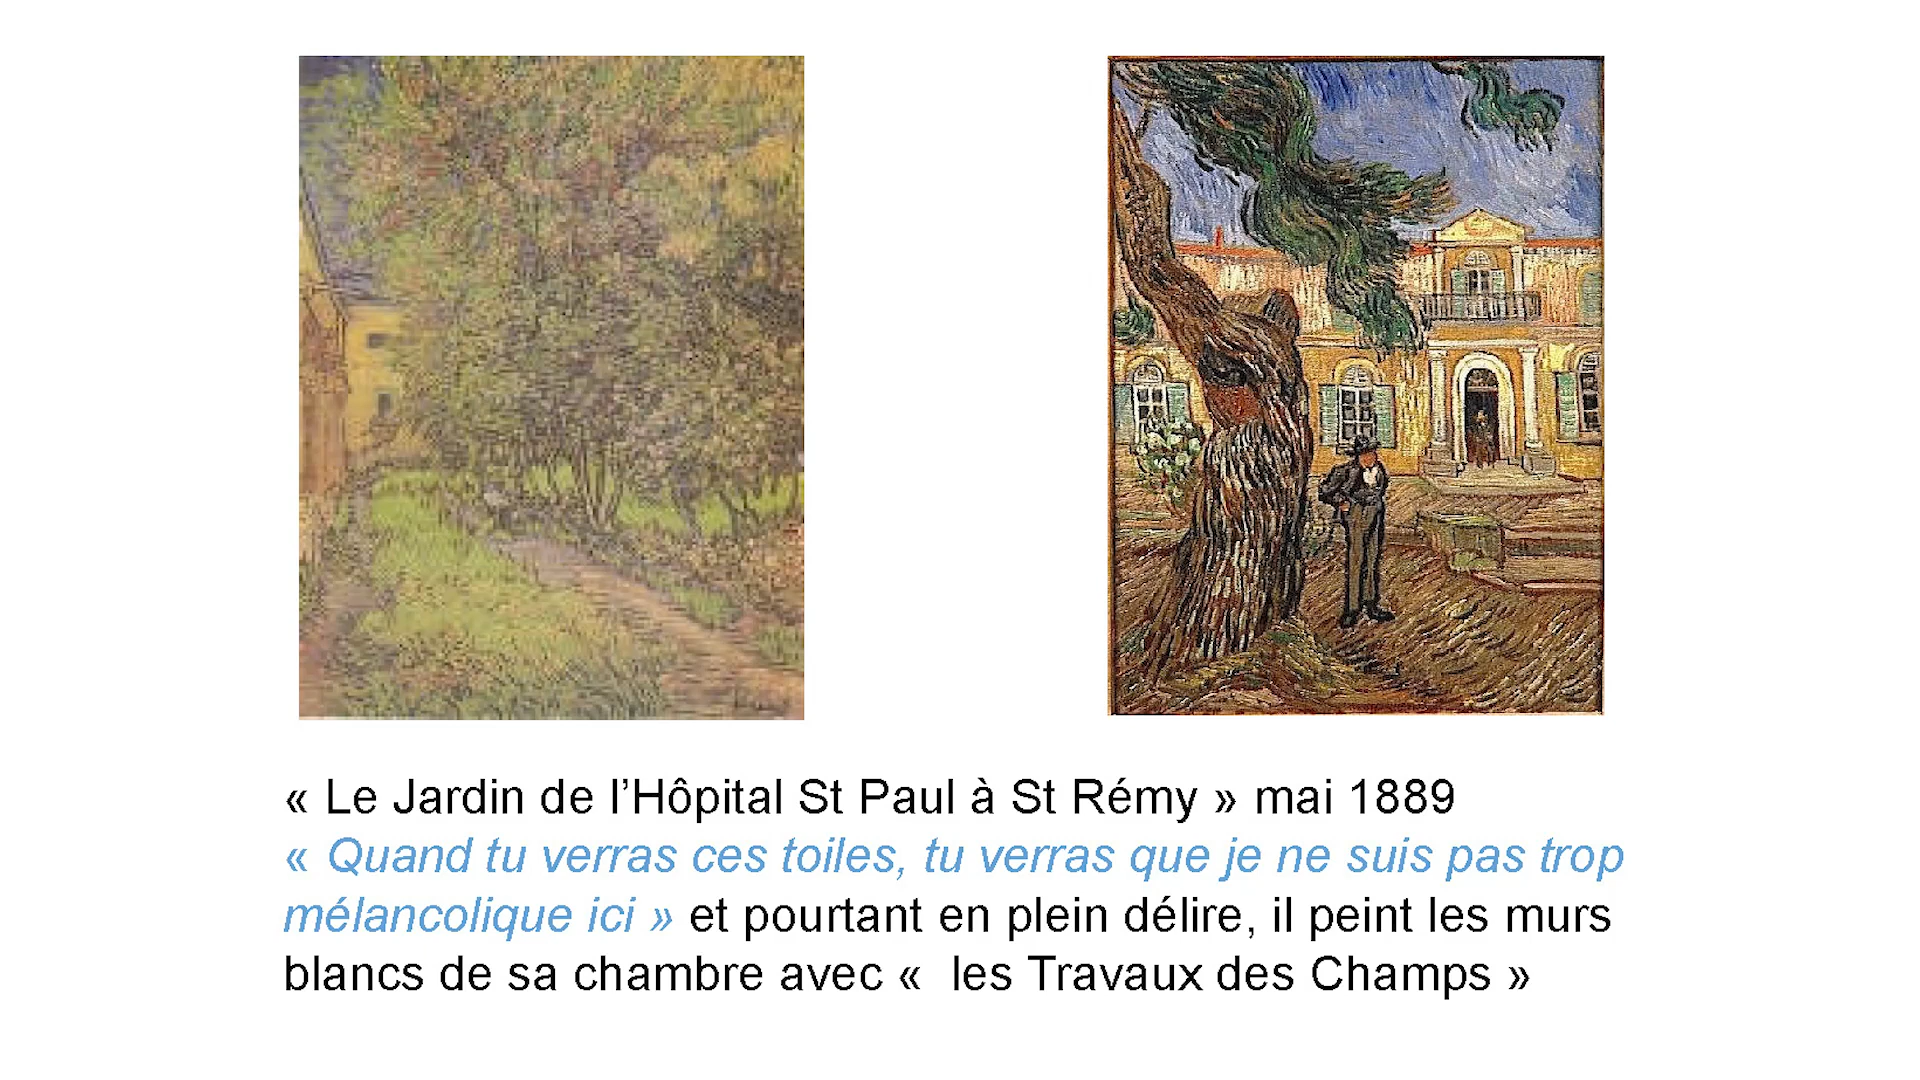 « Le Jardin de l’Hôpital St Paul à St Rémy » mai 1889
« Quand tu verras ces toiles, tu verras que je ne suis pas trop
mélancolique ici » et pourtant en plein délire, il peint les murs
blancs de sa chambre avec «  les Travaux des Champs »